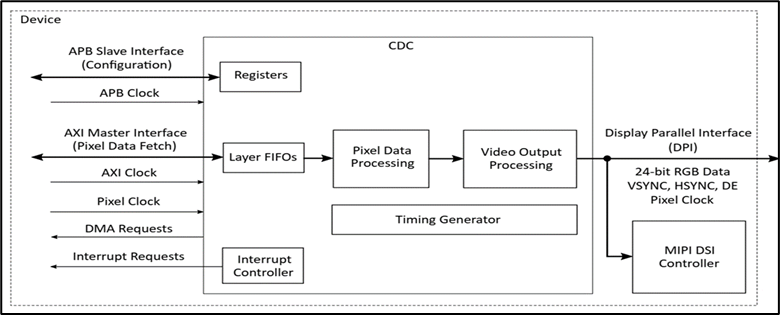 Device
CDC
APB Slave Interface
(Configuration)
Registers
APB Clock
AXI Master Interface
(Pixel Data Fetch)
Layer FIFOs
Pixel Data
Processing
Video Output
Processing
Display Parallel Interface
(DPI)
24-bit RGB Data
VSYNC, HSYNC, DE
Pixel Clock
AXI Clock
Pixel Clock
Timing Generator
DMA Requests
Interrupt Requests
Interrupt
Controller
MIPI DSI
Controller